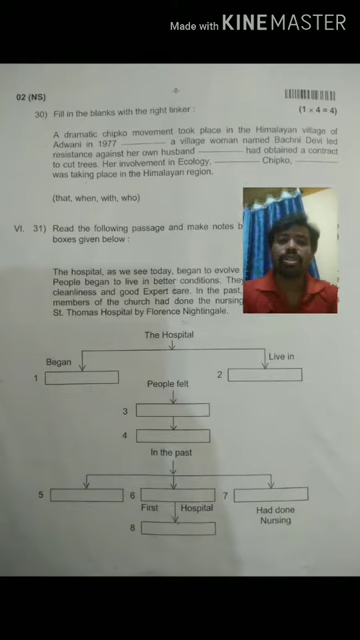 Made with KINEMASTER
02 (NS)
-8-
30) Fill in the blanks with the right linker : (1 × 4 = 4)
A dramatic chipko movement took place in the Himalayan village of
Adwani in 1977 ________ a village woman named Bachni Devi led
resistance against her own husband ________ had obtained a contract
to cut trees. Her involvement in Ecology, ________ Chipko, ________
was taking place in the Himalayan region.
(that, when, with, who)
VI. 31) Read the following passage and make notes b
boxes given below :
The hospital, as we see today, began to evolve
People began to live in better conditions. They
cleanliness and good Expert care. In the past,
members of the church had done the nursing
St. Thomas Hospital by Florence Nightingale.
The Hospital
Began Live in
1 2
People felt
3
4
In the past
5 6 7
First Hospital Had done
Nursing
8